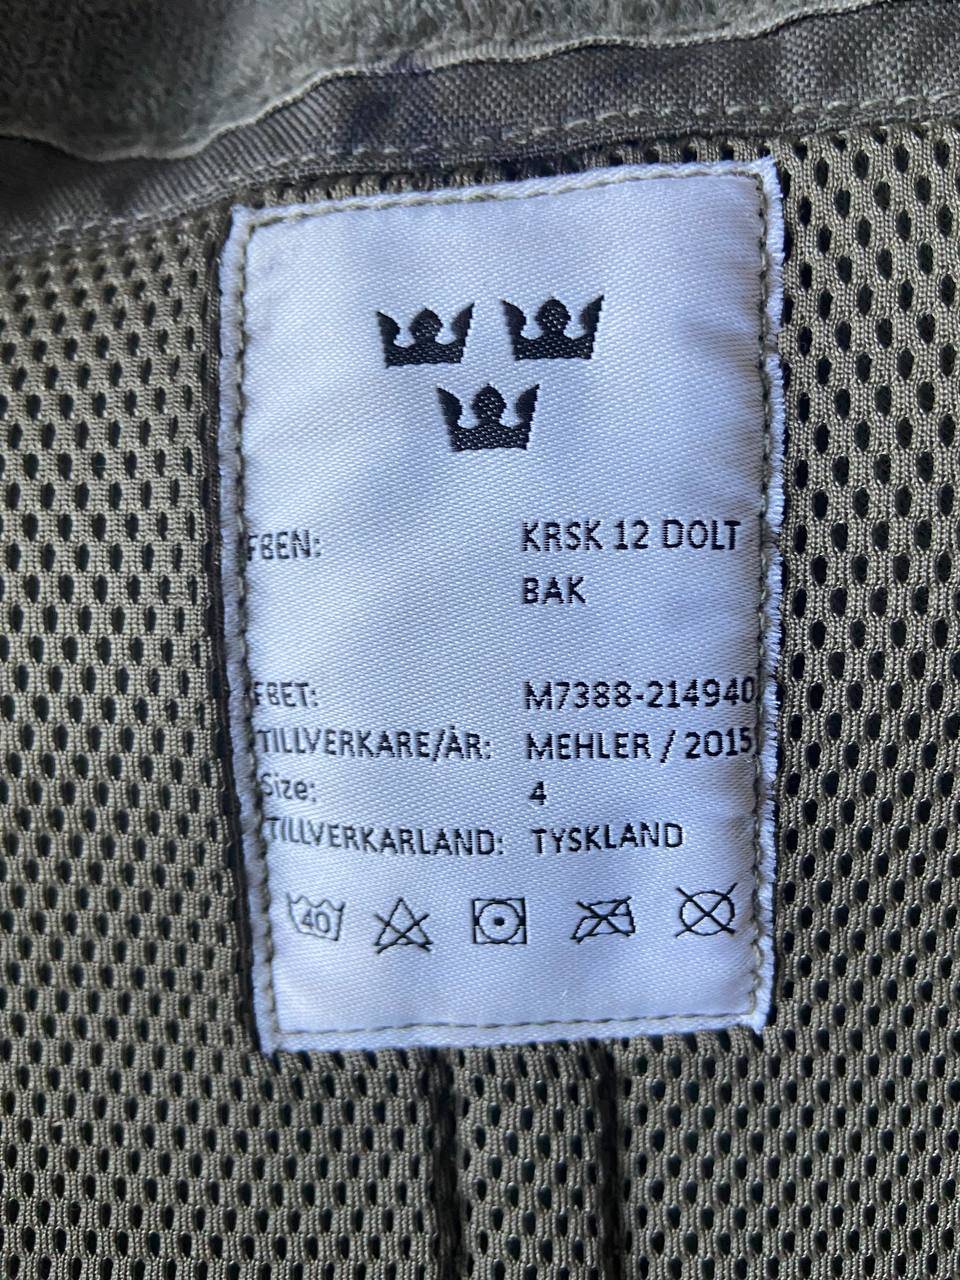 FBEN: KRSK 12 DOLT
BAK
FBET: M7388-214940
TILLVERKARE/ÅR: MEHLER / 2015
Size: 4
TILLVERKARLAND: TYSKLAND
40